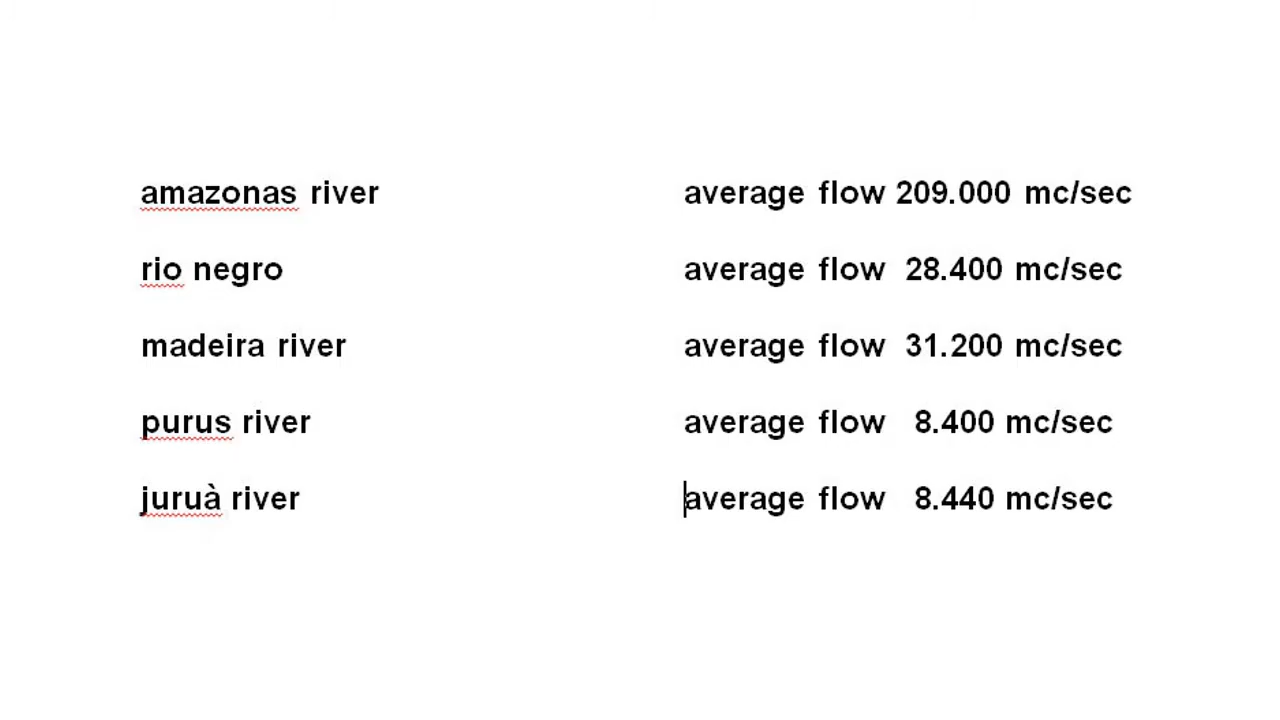 amazonas river average flow 209.000 mc/sec
rio negro average flow 28.400 mc/sec
madeira river average flow 31.200 mc/sec
purus river average flow 8.400 mc/sec
juruà river average flow 8.440 mc/sec